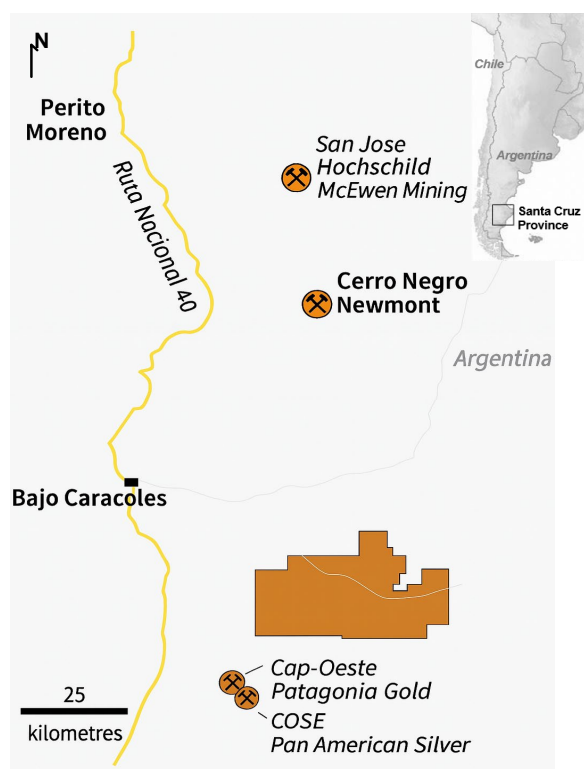 N
Chile
Argentina
Santa Cruz
Province
Perito
Moreno
Ruta Nacional 40
San Jose
Hochschild
McEwen Mining
Cerro Negro
Newmont
Argentina
Bajo Caracoles
Cap-Oeste
Patagonia Gold
COSE
Pan American Silver
25
kilometres